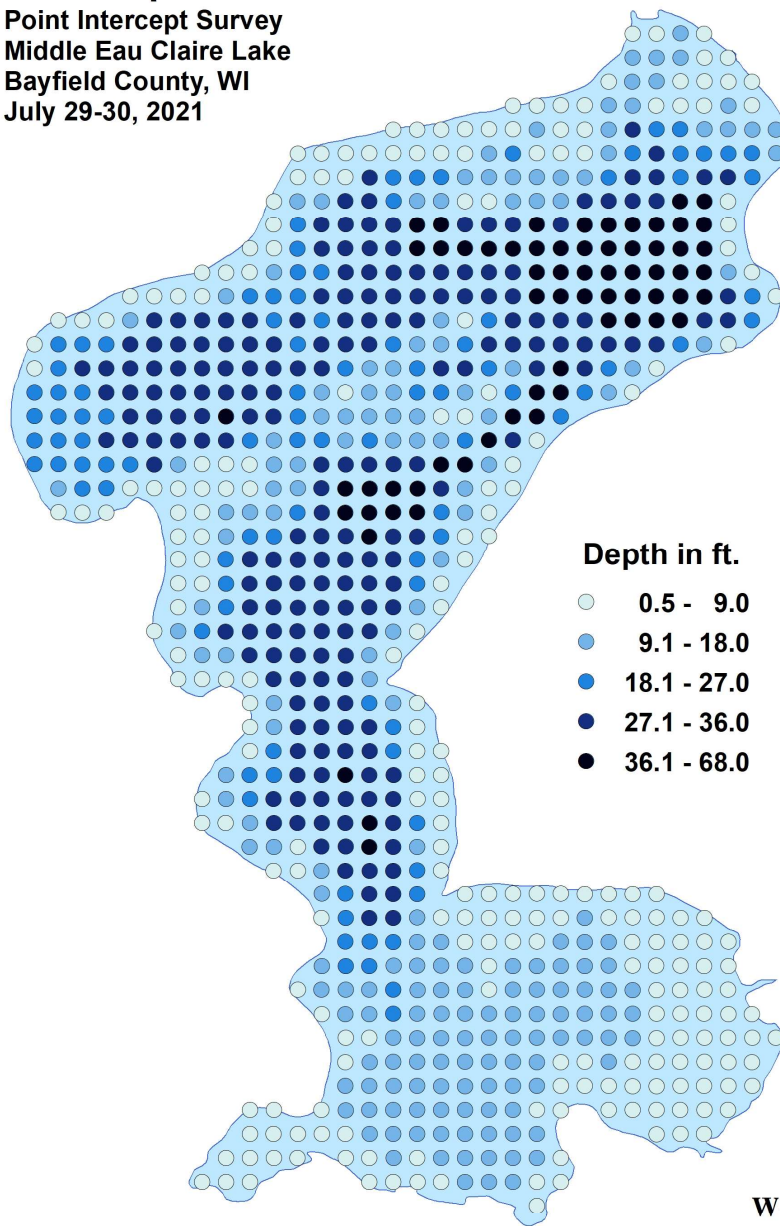 Point Intercept Survey
Middle Eau Claire Lake
Bayfield County, WI
July 29-30, 2021
Depth in ft.
0.5 - 9.0
9.1 - 18.0
18.1 - 27.0
27.1 - 36.0
36.1 - 68.0
W